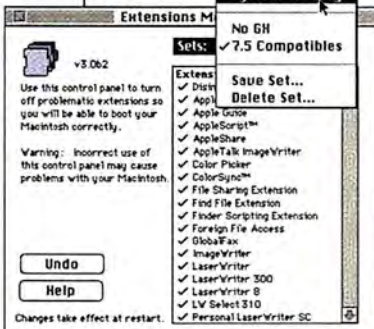 Extensions M
No GX
✓7.5 Compatibles
Save Set...
Delete Set...
v3.0b2
Sets:
Use this control panel to turn
off problematic extensions so
you will be able to boot your
Macintosh correctly.
Warning: Incorrect use of
this control panel may cause
problems with your Macintosh.
Extens
✓ Disin
✓ Apple
✓ Apple Guide
✓ AppleScript™
✓ AppleShare
✓ AppleTalk ImageWriter
✓ Color Picker
✓ ColorSync™
✓ File Sharing Extension
✓ Find File Extension
✓ Finder Scripting Extension
✓ Foreign File Access
✓ GlobalFax
✓ ImageWriter
✓ LaserWriter
✓ LaserWriter 300
✓ LaserWriter 8
✓ LW Select 310
✓ Personal LaserWriter SC
Undo
Help
Changes take effect at restart.